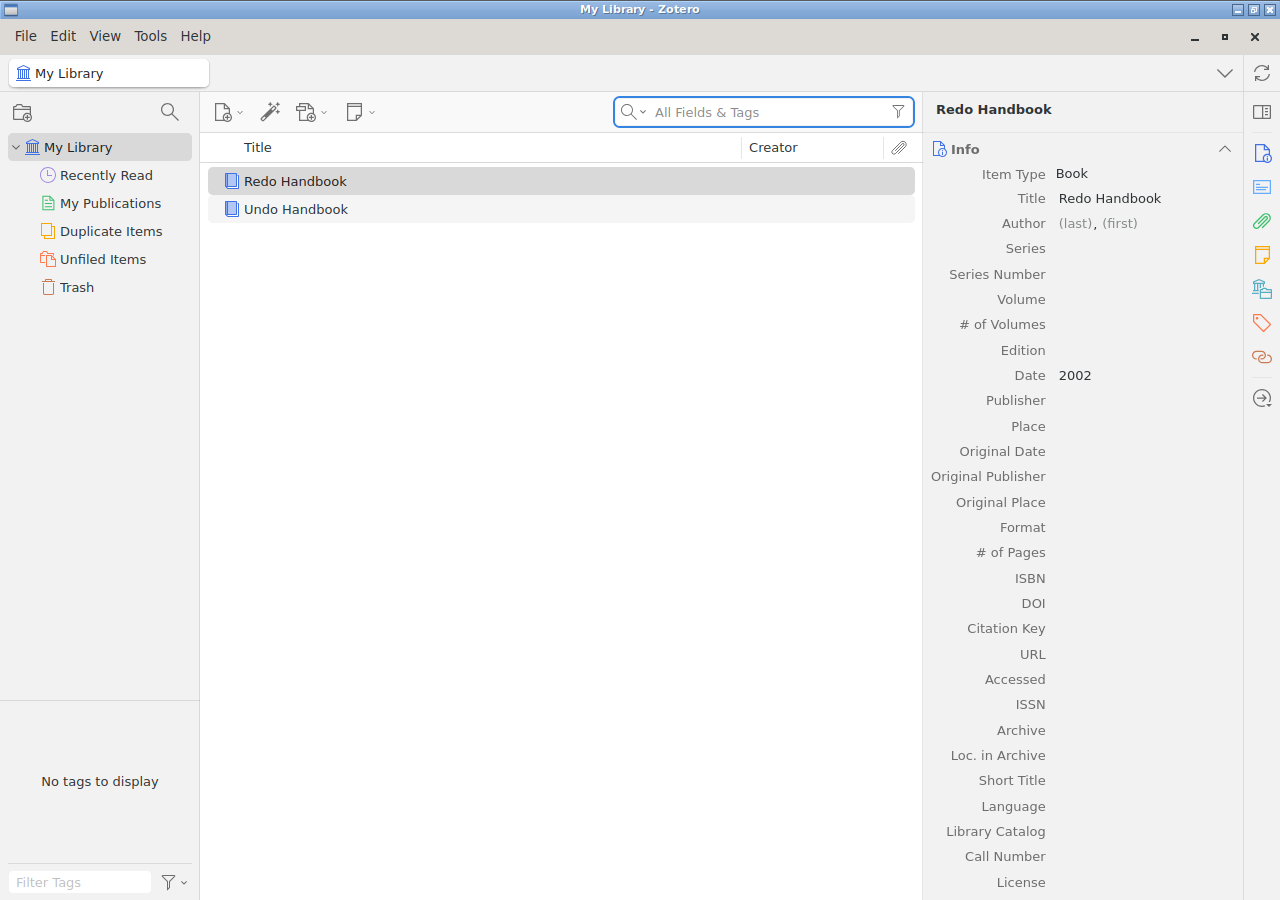 My Library - Zotero
File Edit View Tools Help
My Library
My Library
Recently Read
My Publications
Duplicate Items
Unfiled Items
Trash
No tags to display
Filter Tags
All Fields & Tags
Title Creator
Redo Handbook
Undo Handbook
Redo Handbook
Info
Item Type Book
Title Redo Handbook
Author (last), (first)
Series
Series Number
Volume
# of Volumes
Edition
Date 2002
Publisher
Place
Original Date
Original Publisher
Original Place
Format
# of Pages
ISBN
DOI
Citation Key
URL
Accessed
ISSN
Archive
Loc. in Archive
Short Title
Language
Library Catalog
Call Number
License